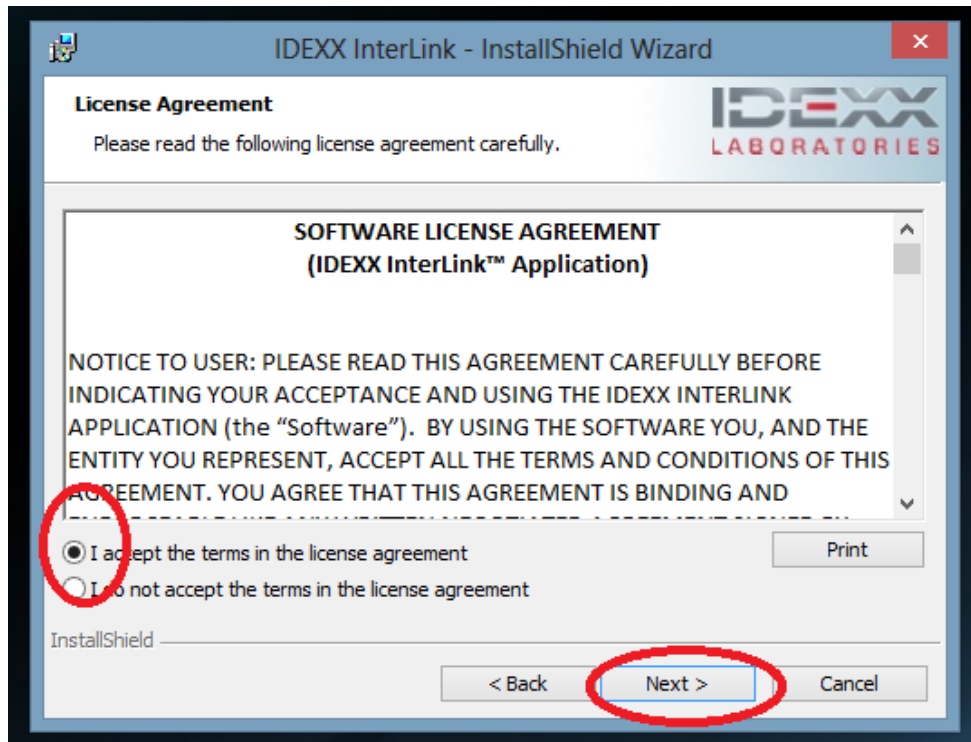 IDEXX InterLink - InstallShield Wizard
License Agreement
Please read the following license agreement carefully.
IDEXX
LABORATORIES
SOFTWARE LICENSE AGREEMENT
(IDEXX InterLink™ Application)
NOTICE TO USER: PLEASE READ THIS AGREEMENT CAREFULLY BEFORE
INDICATING YOUR ACCEPTANCE AND USING THE IDEXX INTERLINK
APPLICATION (the “Software”).  BY USING THE SOFTWARE YOU, AND THE
ENTITY YOU REPRESENT, ACCEPT ALL THE TERMS AND CONDITIONS OF THIS
AGREEMENT. YOU AGREE THAT THIS AGREEMENT IS BINDING AND
I accept the terms in the license agreement
Print
I do not accept the terms in the license agreement
InstallShield
< Back
Next >
Cancel